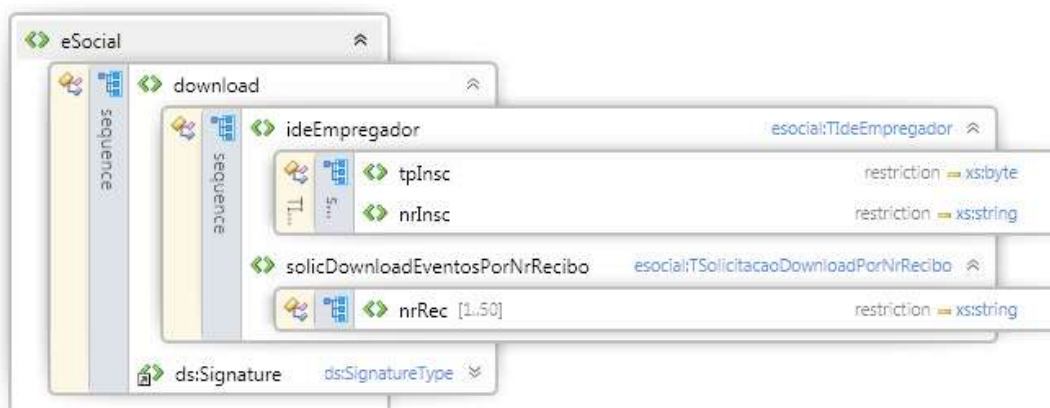 eSocial
download
sequence
ideEmpregador esocial:TIdeEmpregador
sequence
tpInsc restriction xs:byte
TI... s...
nrInsc restriction xs:string
solicDownloadEventosPorNrRecibo esocial:TSolicitacaoDownloadPorNrRecibo
nrRec [1..50] restriction xs:string
ds:Signature ds:SignatureType